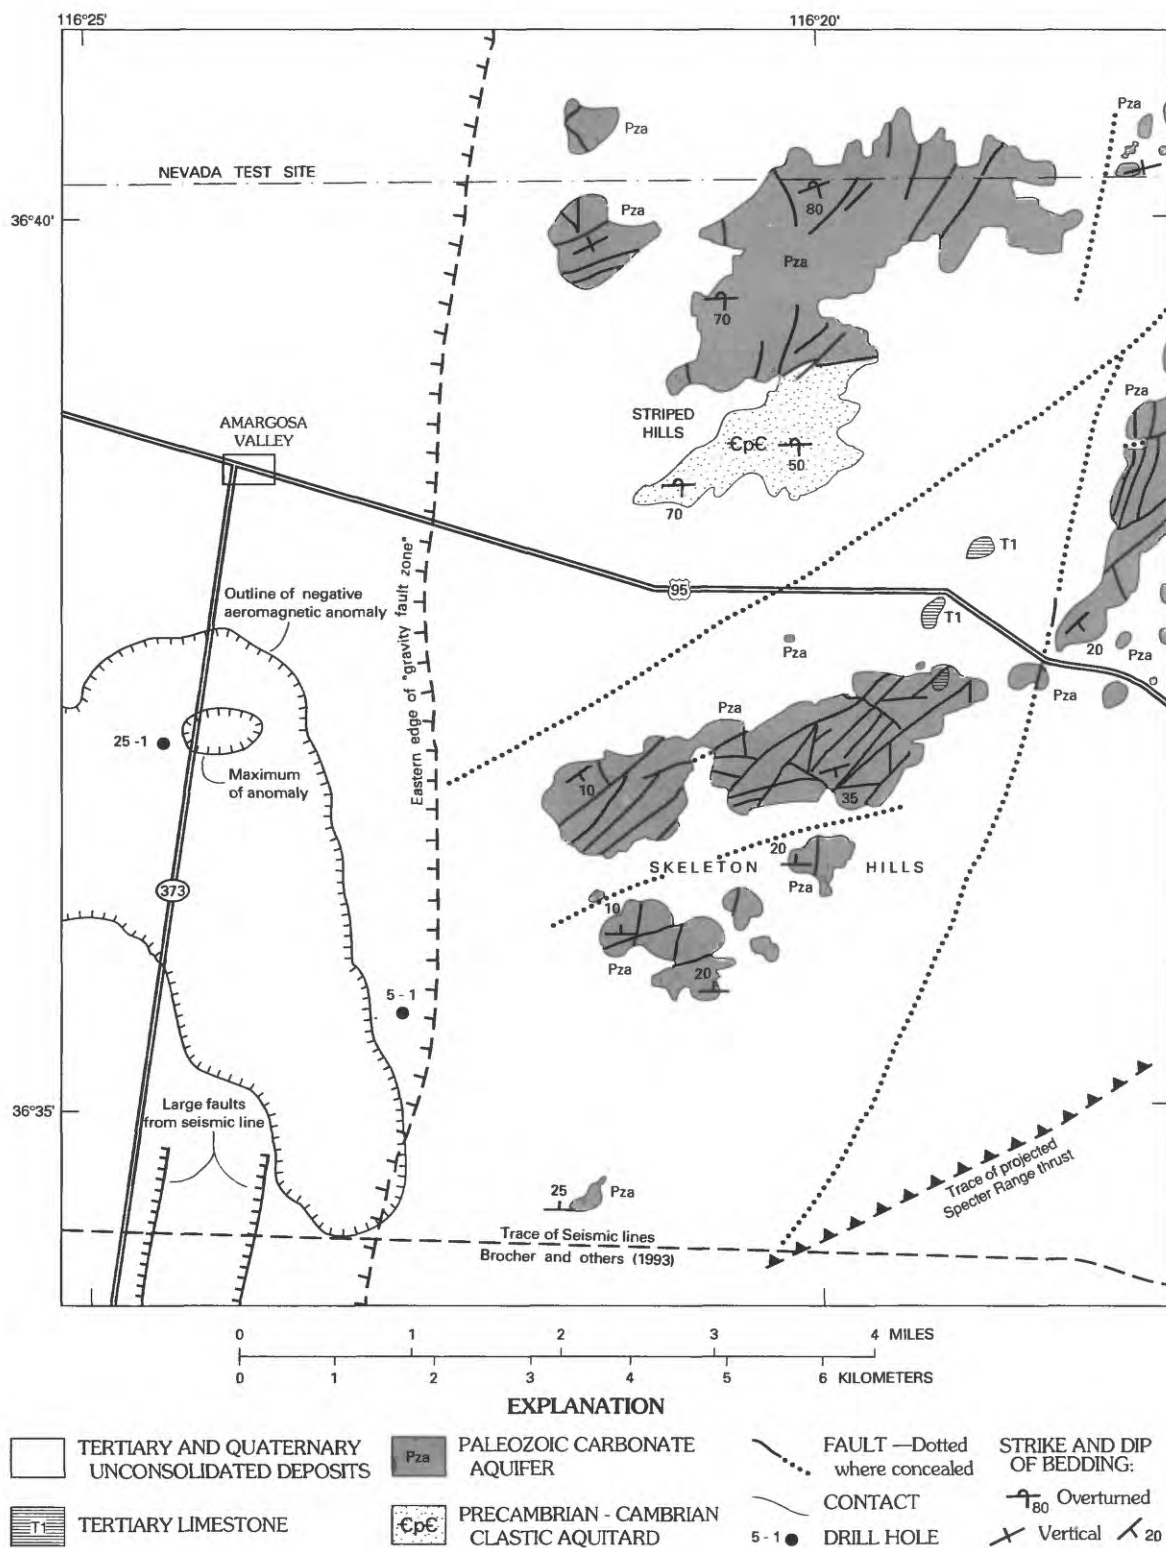 116°25'
116°20'
Pza
Pza
NEVADA TEST SITE
36°40'
Pza
80
Pza
70
STRIPED
HILLS
ЄpЄ
50
70
Pza
AMARGOSA
VALLEY
T1
95
Outline of negative
aeromagnetic anomaly
Eastern edge of "gravity fault zone"
T1
Pza
20
Pza
Pza
Pza
25 -1
Maximum
of anomaly
10
35
20
SKELETON HILLS
Pza
373
10
Pza
20
5 - 1
36°35'
Large faults
from seismic line
25
Pza
Trace of projected
Specter Range thrust
Trace of Seismic lines
Brocher and others (1993)
0 1 2 3 4 MILES
0 1 2 3 4 5 6 KILOMETERS
EXPLANATION
TERTIARY AND QUATERNARY
UNCONSOLIDATED DEPOSITS
T1
TERTIARY LIMESTONE
Pza
PALEOZOIC CARBONATE
AQUIFER
ЄpЄ
PRECAMBRIAN - CAMBRIAN
CLASTIC AQUITARD
FAULT —Dotted
where concealed
CONTACT
5 - 1
DRILL HOLE
STRIKE AND DIP
OF BEDDING:
80 Overturned
Vertical 20